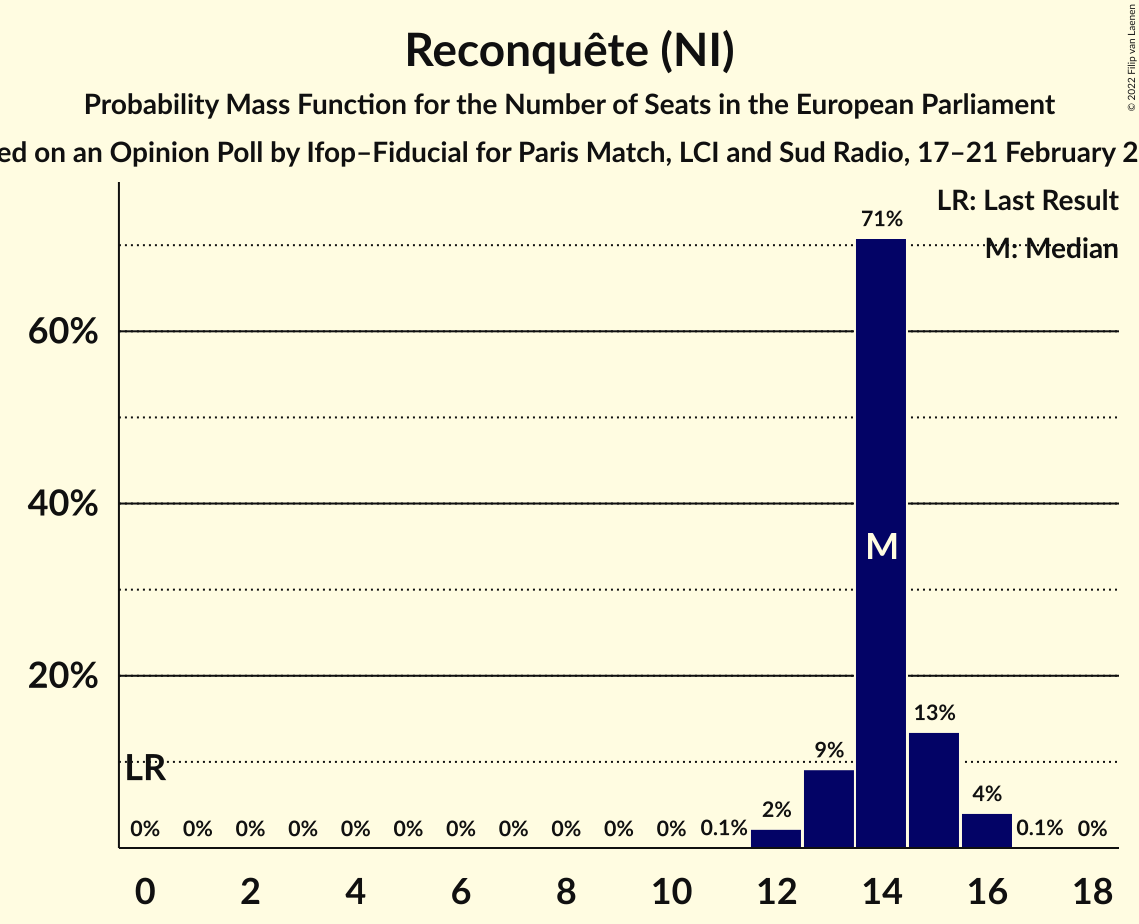 Reconquête (NI)
Probability Mass Function for the Number of Seats in the European Parliament
ed on an Opinion Poll by Ifop–Fiducial for Paris Match, LCI and Sud Radio, 17–21 February 2
© 2022 Filip van Laenen
LR: Last Result
M: Median
71%
60%
40%
M
20%
13%
9%
LR
4%
2%
0% 0% 0% 0% 0% 0% 0% 0% 0% 0% 0% 0.1% 0.1% 0%
0 2 4 6 8 10 12 14 16 18